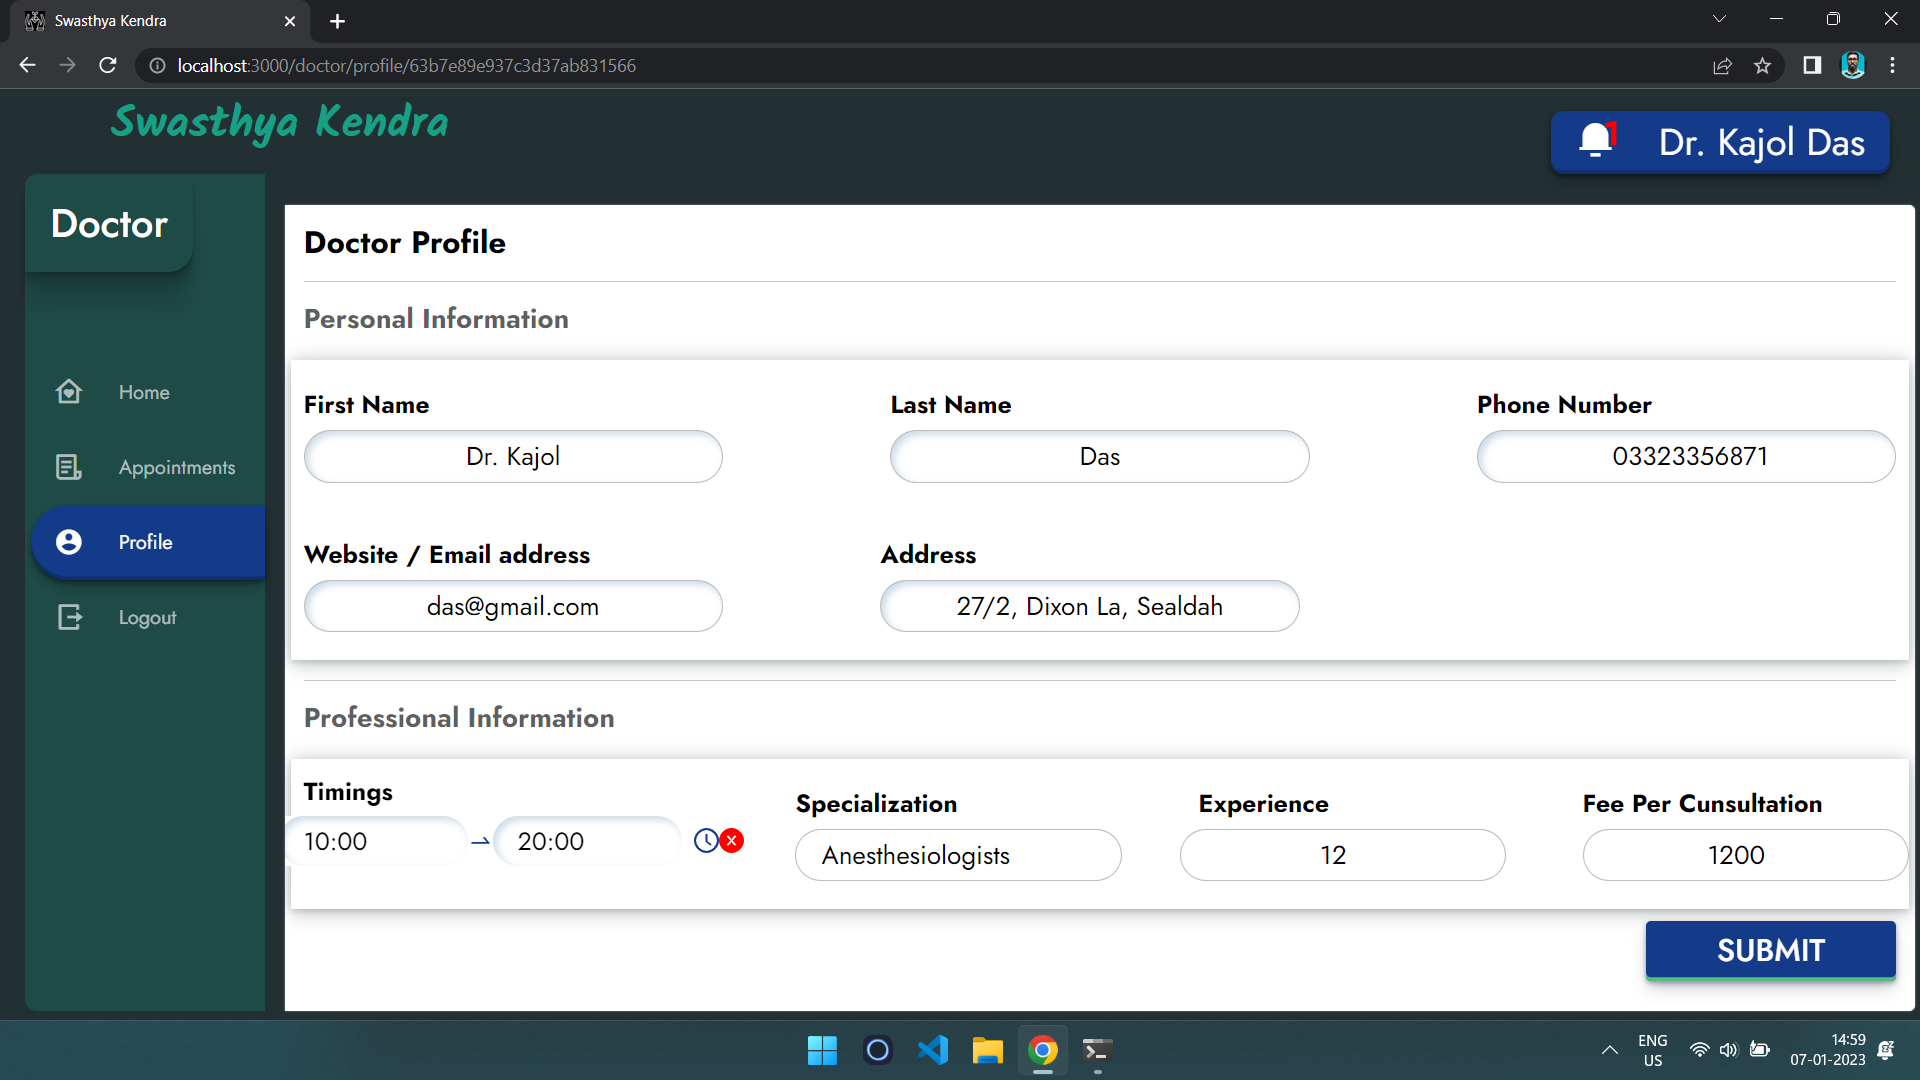 Swasthya Kendra
localhost:3000/doctor/profile/63b7e89e937c3d37ab831566
Swasthya Kendra
1
Dr. Kajol Das
Doctor
Home
Appointments
Profile
Logout
Doctor Profile
Personal Information
First Name Last Name Phone Number
Dr. Kajol Das 03323356871
Website / Email address Address
das@gmail.com 27/2, Dixon La, Sealdah
Professional Information
Timings Specialization Experience Fee Per Cunsultation
10:00 20:00 Anesthesiologists 12 1200
SUBMIT
ENG 14:59
US 07-01-2023